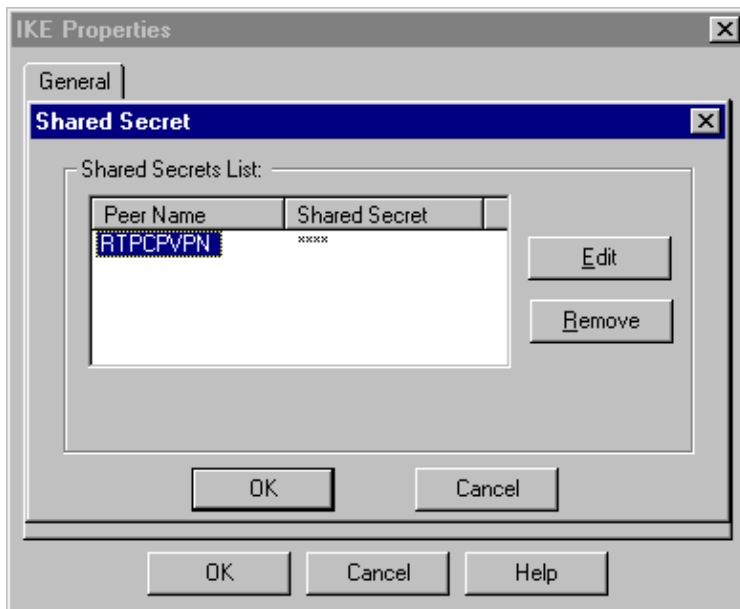 IKE Properties
General
Shared Secret
Shared Secrets List:
Peer Name Shared Secret
RTPCPVPN ****
Edit
Remove
OK Cancel
OK Cancel Help